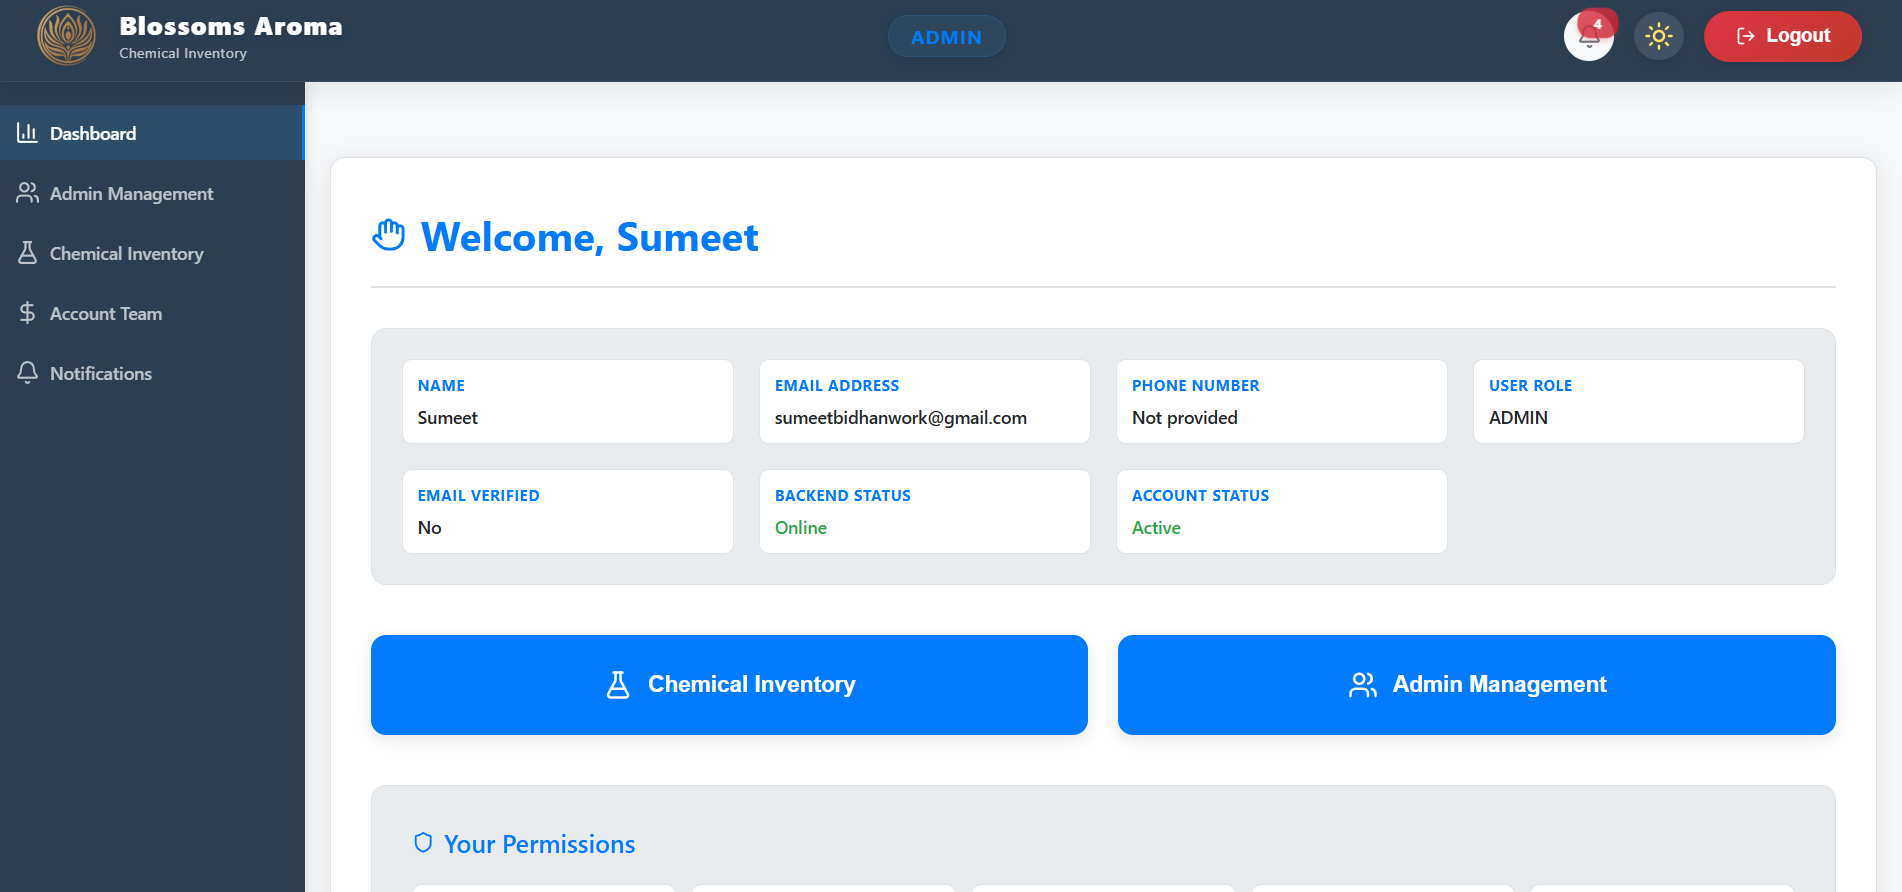 Blossoms Aroma
Chemical Inventory
ADMIN
4
Logout
Dashboard
Admin Management
Chemical Inventory
Account Team
Notifications
Welcome, Sumeet
NAME
Sumeet
EMAIL ADDRESS
sumeetbidhanwork@gmail.com
PHONE NUMBER
Not provided
USER ROLE
ADMIN
EMAIL VERIFIED
No
BACKEND STATUS
Online
ACCOUNT STATUS
Active
Chemical Inventory
Admin Management
Your Permissions